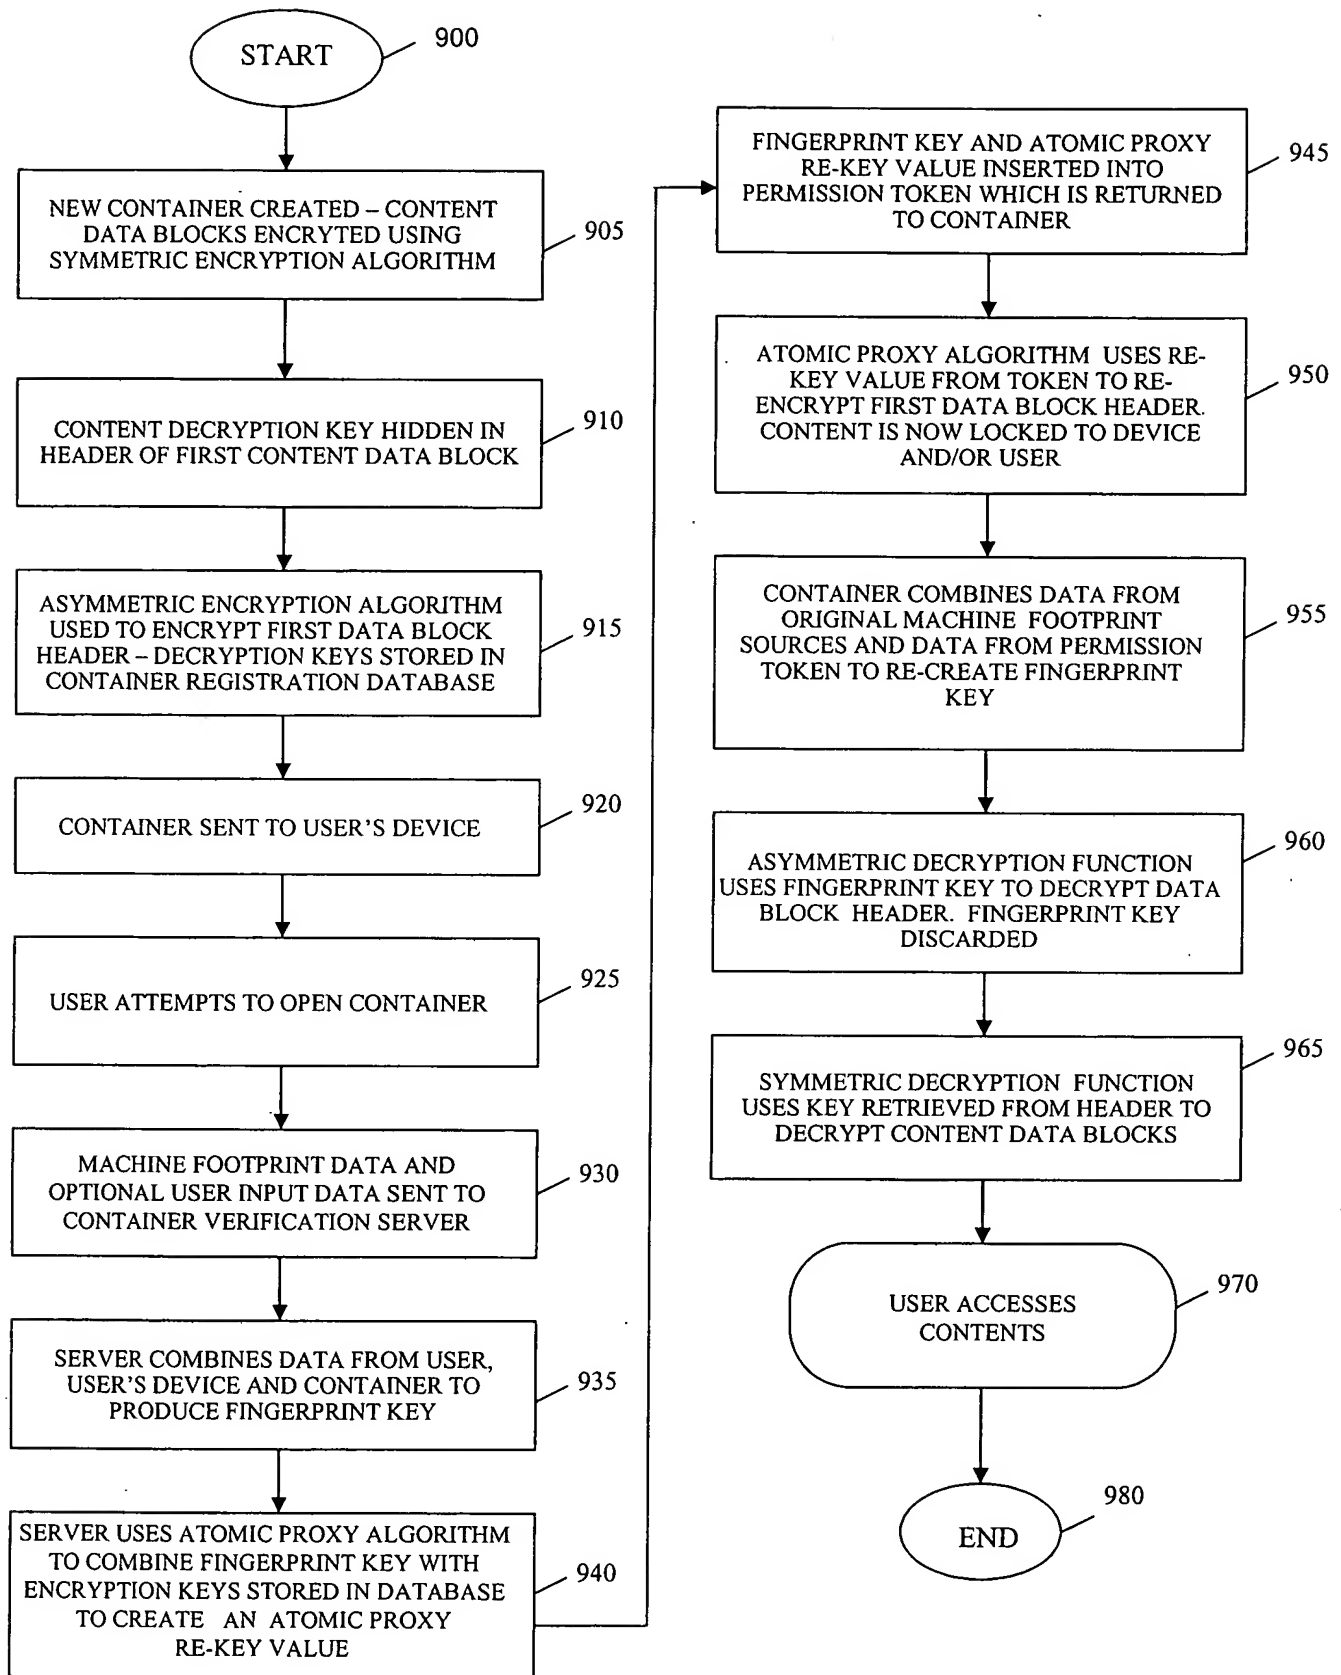 START
900
NEW CONTAINER CREATED – CONTENT
DATA BLOCKS ENCRYTED USING
SYMMETRIC ENCRYPTION ALGORITHM
905
CONTENT DECRYPTION KEY HIDDEN IN
HEADER OF FIRST CONTENT DATA BLOCK
910
ASYMMETRIC ENCRYPTION ALGORITHM
USED TO ENCRYPT FIRST DATA BLOCK
HEADER – DECRYPTION KEYS STORED IN
CONTAINER REGISTRATION DATABASE
915
CONTAINER SENT TO USER'S DEVICE
920
USER ATTEMPTS TO OPEN CONTAINER
925
MACHINE FOOTPRINT DATA AND
OPTIONAL USER INPUT DATA SENT TO
CONTAINER VERIFICATION SERVER
930
SERVER COMBINES DATA FROM USER,
USER'S DEVICE AND CONTAINER TO
PRODUCE FINGERPRINT KEY
935
SERVER USES ATOMIC PROXY ALGORITHM
TO COMBINE FINGERPRINT KEY WITH
ENCRYPTION KEYS STORED IN DATABASE
TO CREATE AN ATOMIC PROXY
RE-KEY VALUE
940
FINGERPRINT KEY AND ATOMIC PROXY
RE-KEY VALUE INSERTED INTO
PERMISSION TOKEN WHICH IS RETURNED
TO CONTAINER
945
ATOMIC PROXY ALGORITHM USES RE-
KEY VALUE FROM TOKEN TO RE-
ENCRYPT FIRST DATA BLOCK HEADER.
CONTENT IS NOW LOCKED TO DEVICE
AND/OR USER
950
CONTAINER COMBINES DATA FROM
ORIGINAL MACHINE FOOTPRINT
SOURCES AND DATA FROM PERMISSION
TOKEN TO RE-CREATE FINGERPRINT
KEY
955
ASYMMETRIC DECRYPTION FUNCTION
USES FINGERPRINT KEY TO DECRYPT DATA
BLOCK HEADER. FINGERPRINT KEY
DISCARDED
960
SYMMETRIC DECRYPTION FUNCTION
USES KEY RETRIEVED FROM HEADER TO
DECRYPT CONTENT DATA BLOCKS
965
USER ACCESSES
CONTENTS
970
END
980